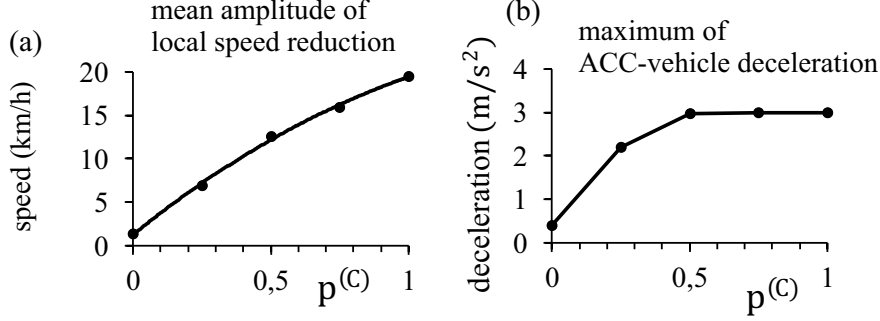 (a)
mean amplitude of
local speed reduction
speed (km/h)
20
15
10
5
0
0
0,5
1
p(C)
(b)
maximum of
ACC-vehicle deceleration
deceleration (m/s²)
4
3
2
1
0
0
0,5
1
p(C)